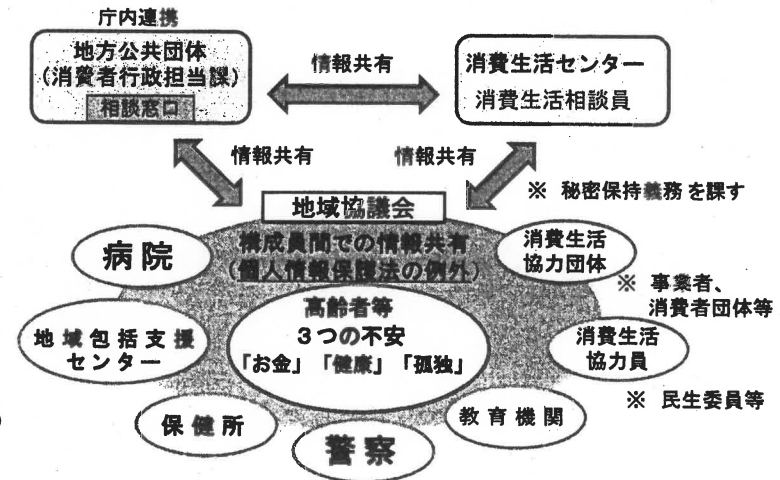 庁内連携
地方公共団体
（消費者行政担当課）
相談窓口
情報共有
消費生活センター
消費生活相談員
情報共有
情報共有
※ 秘密保持義務を課す
地域協議会
構成員間での情報共有
（個人情報保護法の例外）
病院
消費生活
協力団体
※ 事業者、
消費者団体等
高齢者等
３つの不安
「お金」「健康」「孤独」
地域包括支援
センター
消費生活
協力員
※ 民生委員等
保健所
警察
教育機関